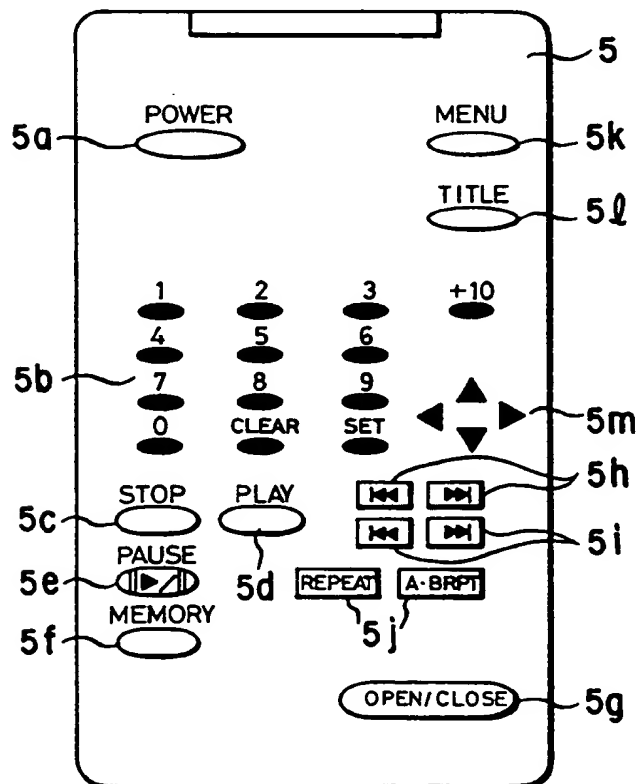 5
POWER MENU
5a 5k
TITLE
5ℓ
1 2 3 +10
4 5 6
5b 7 8 9
5m
0 CLEAR SET
5h
STOP PLAY
5c
5i
PAUSE
5e 5d REPEAT A-BRPT
5j
MEMORY
5f
OPEN/CLOSE 5g